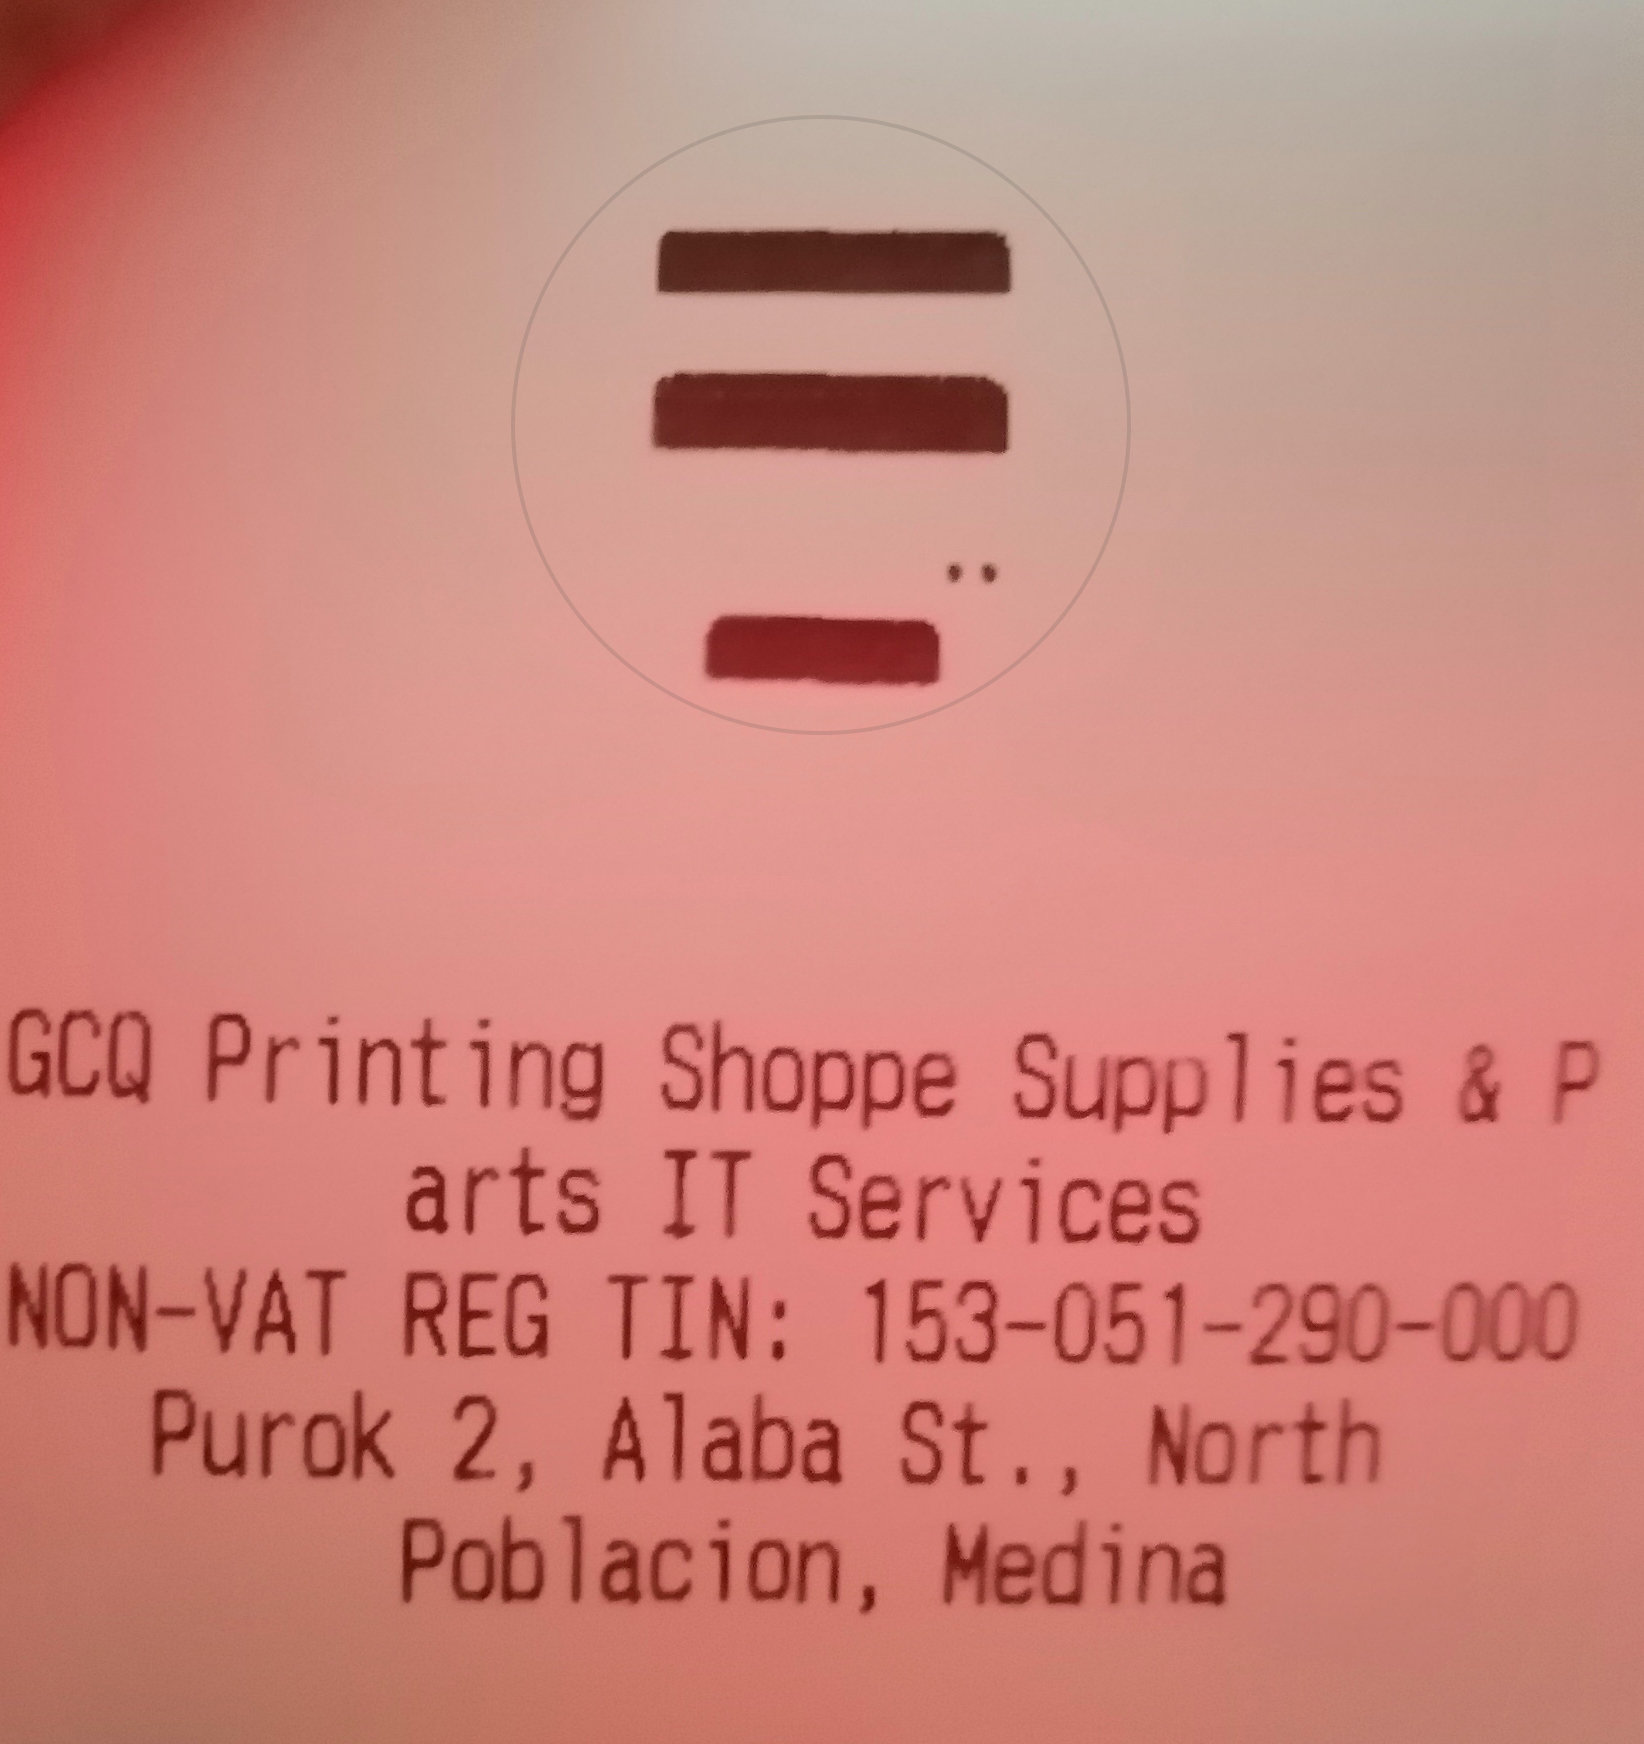 GCQ Printing Shoppe Supplies & P
arts IT Services
NON-VAT REG TIN: 153-051-290-000
Purok 2, Alaba St., North
Poblacion, Medina